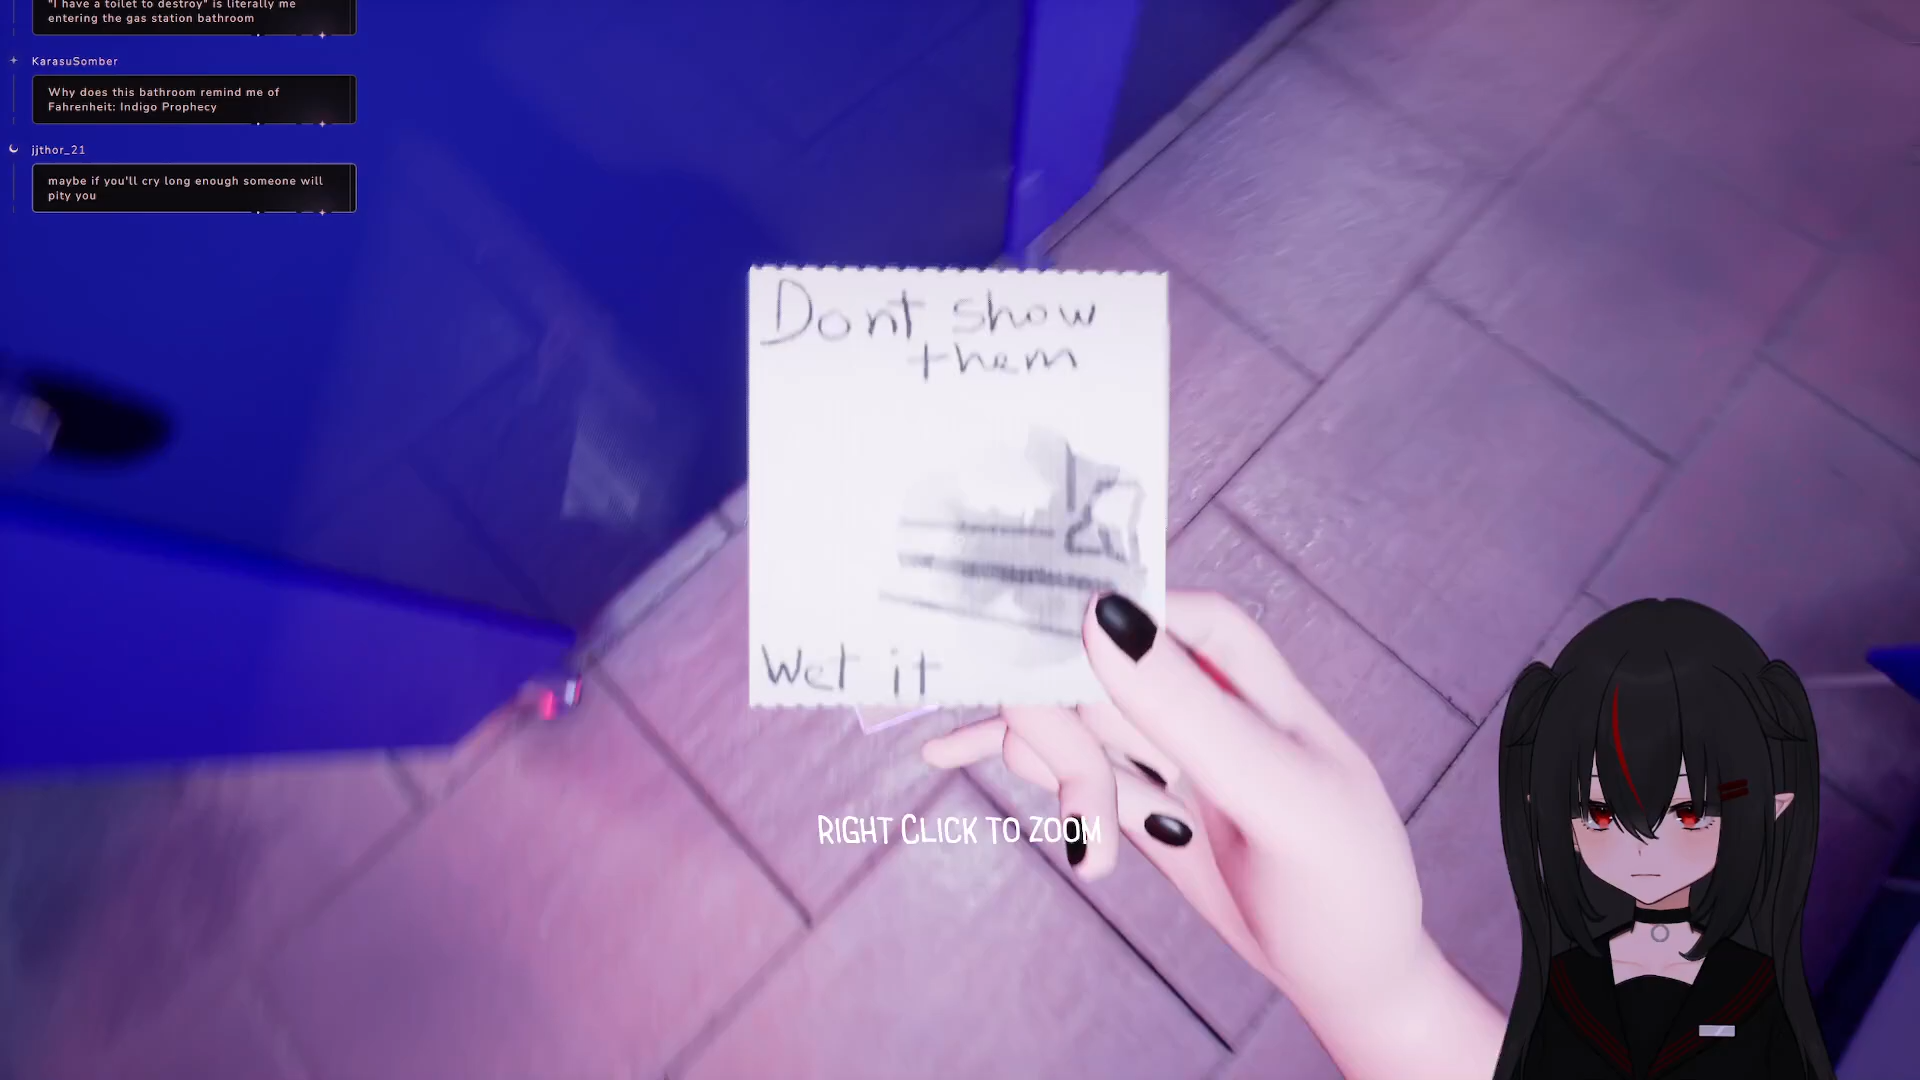 "I have a toilet to destroy" is literally me
entering the gas station bathroom
KarasuSomber
Why does this bathroom remind me of
Fahrenheit: Indigo Prophecy
jjthor_21
maybe if you'll cry long enough someone will
pity you
Dont show
them
Wet it
RIGHT CLICK TO ZOOM